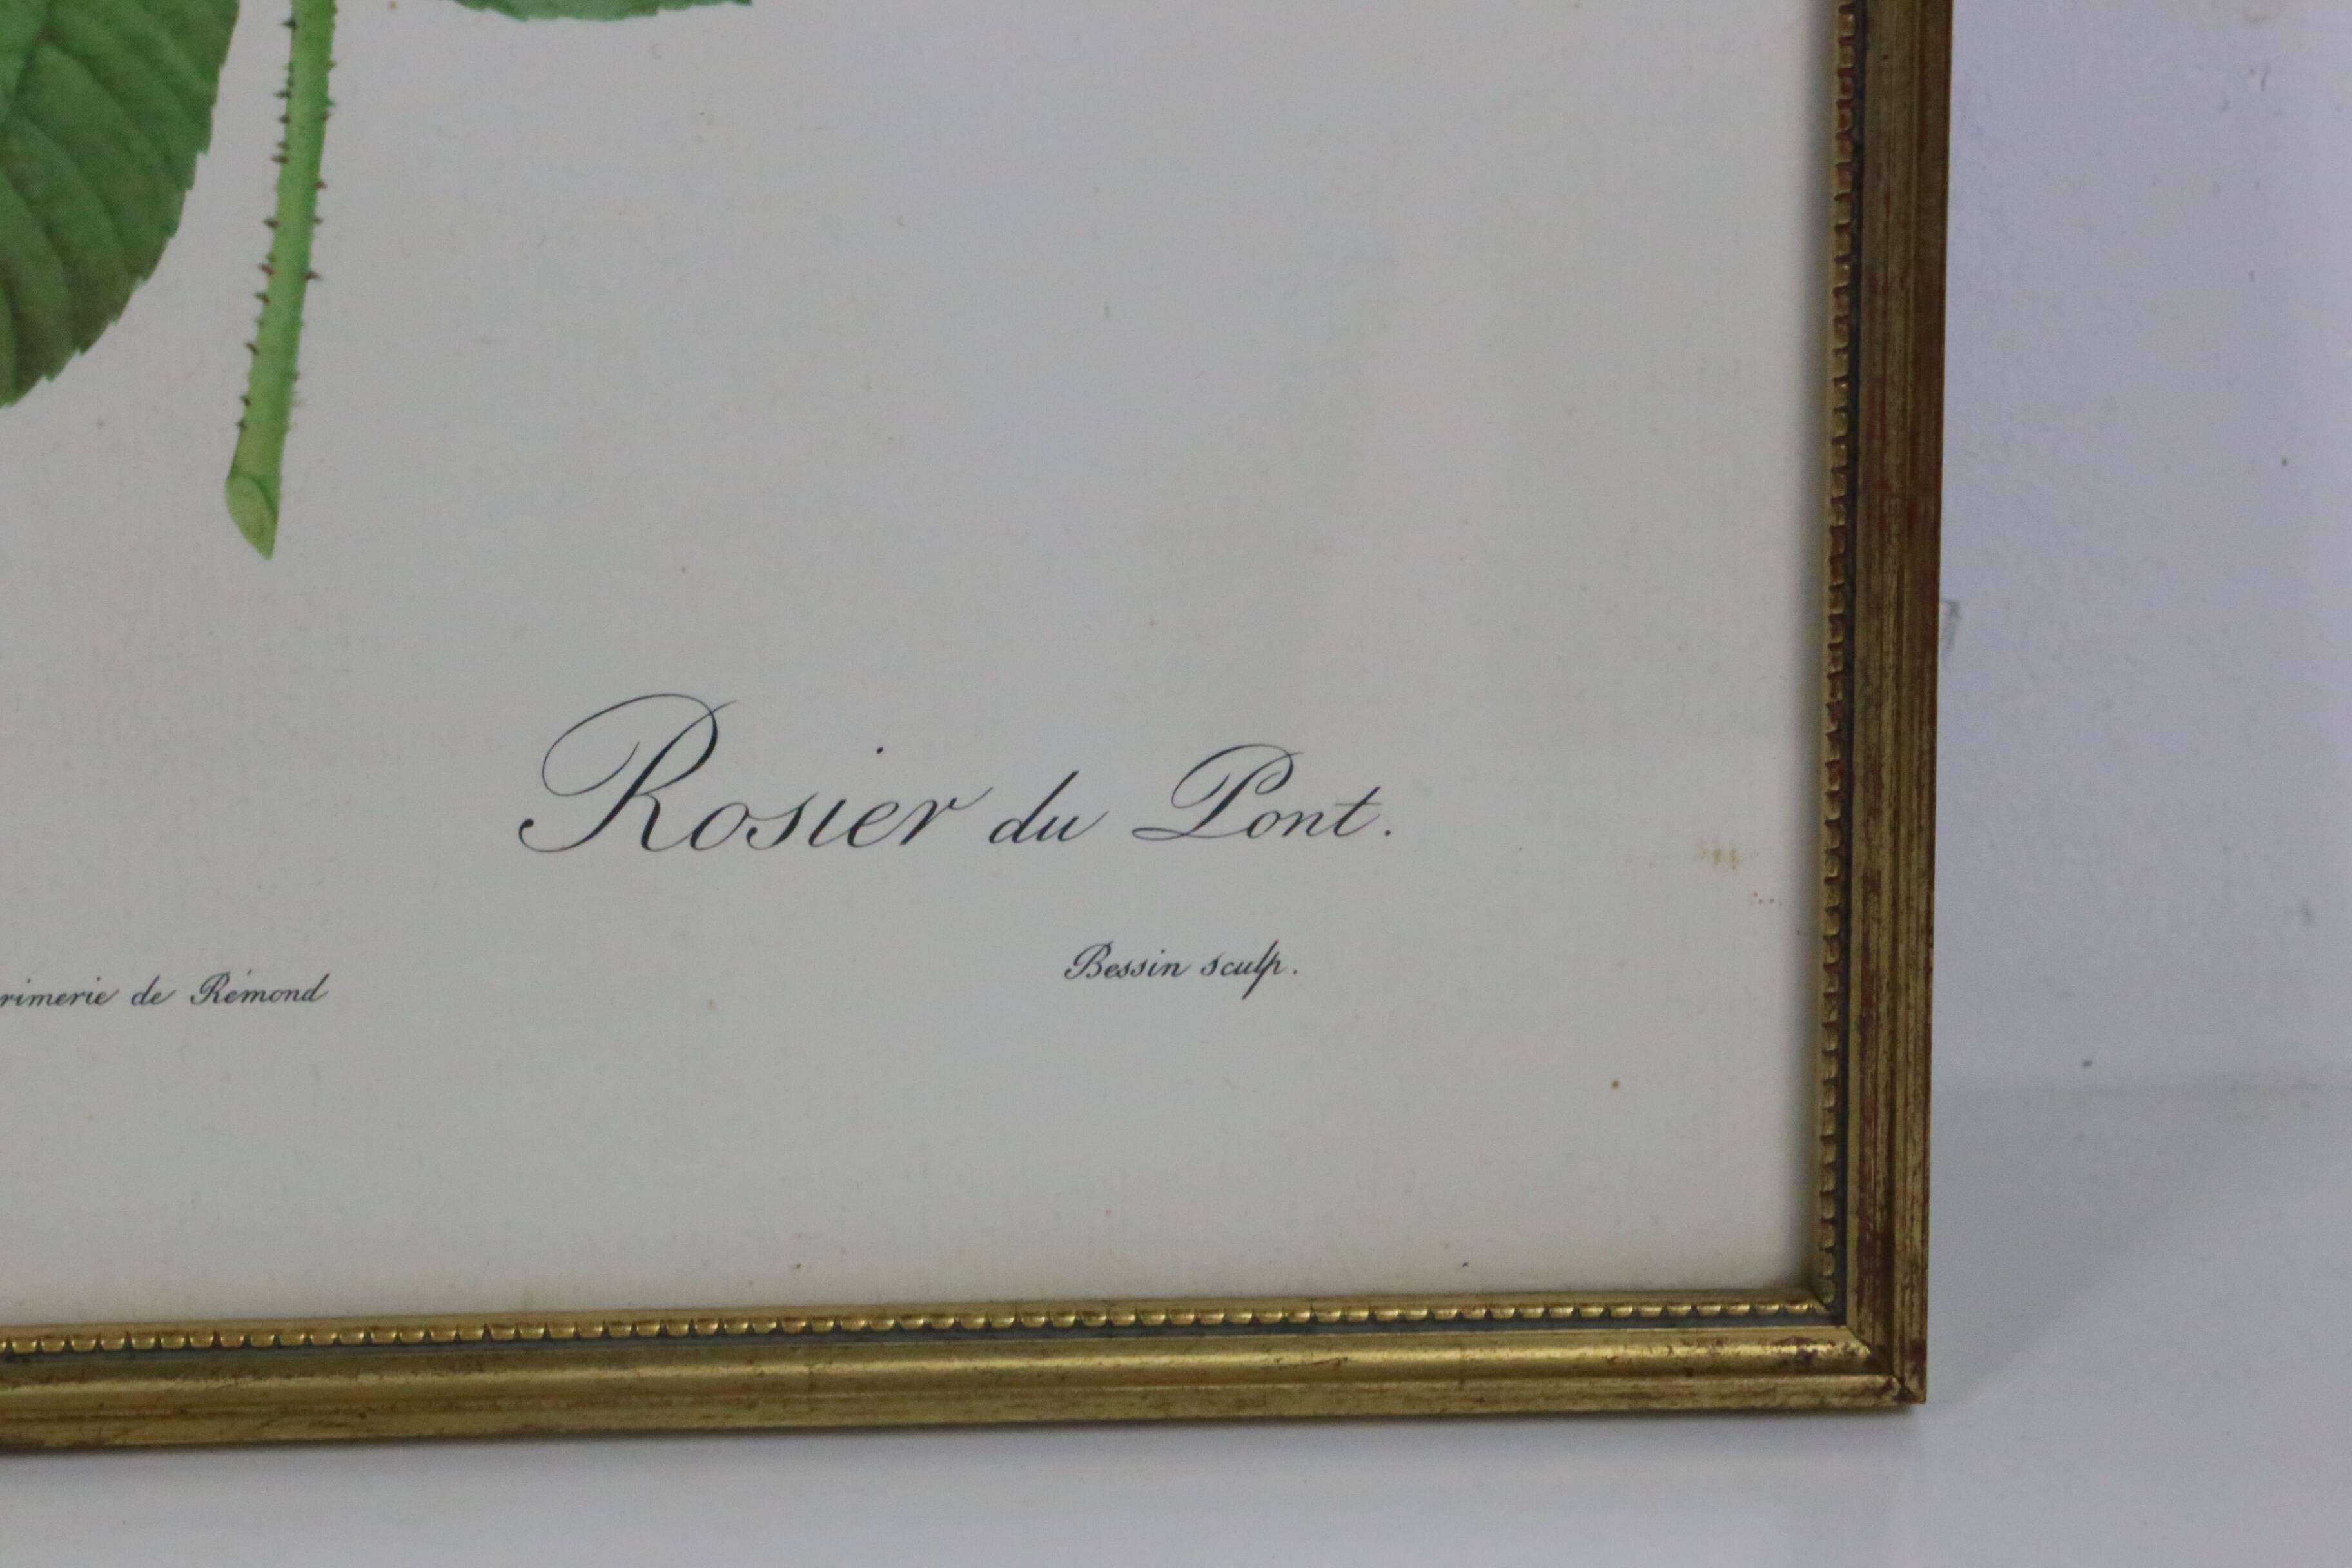 Rosier du Pont.
Bessin sculp.
rimerie de Rémond